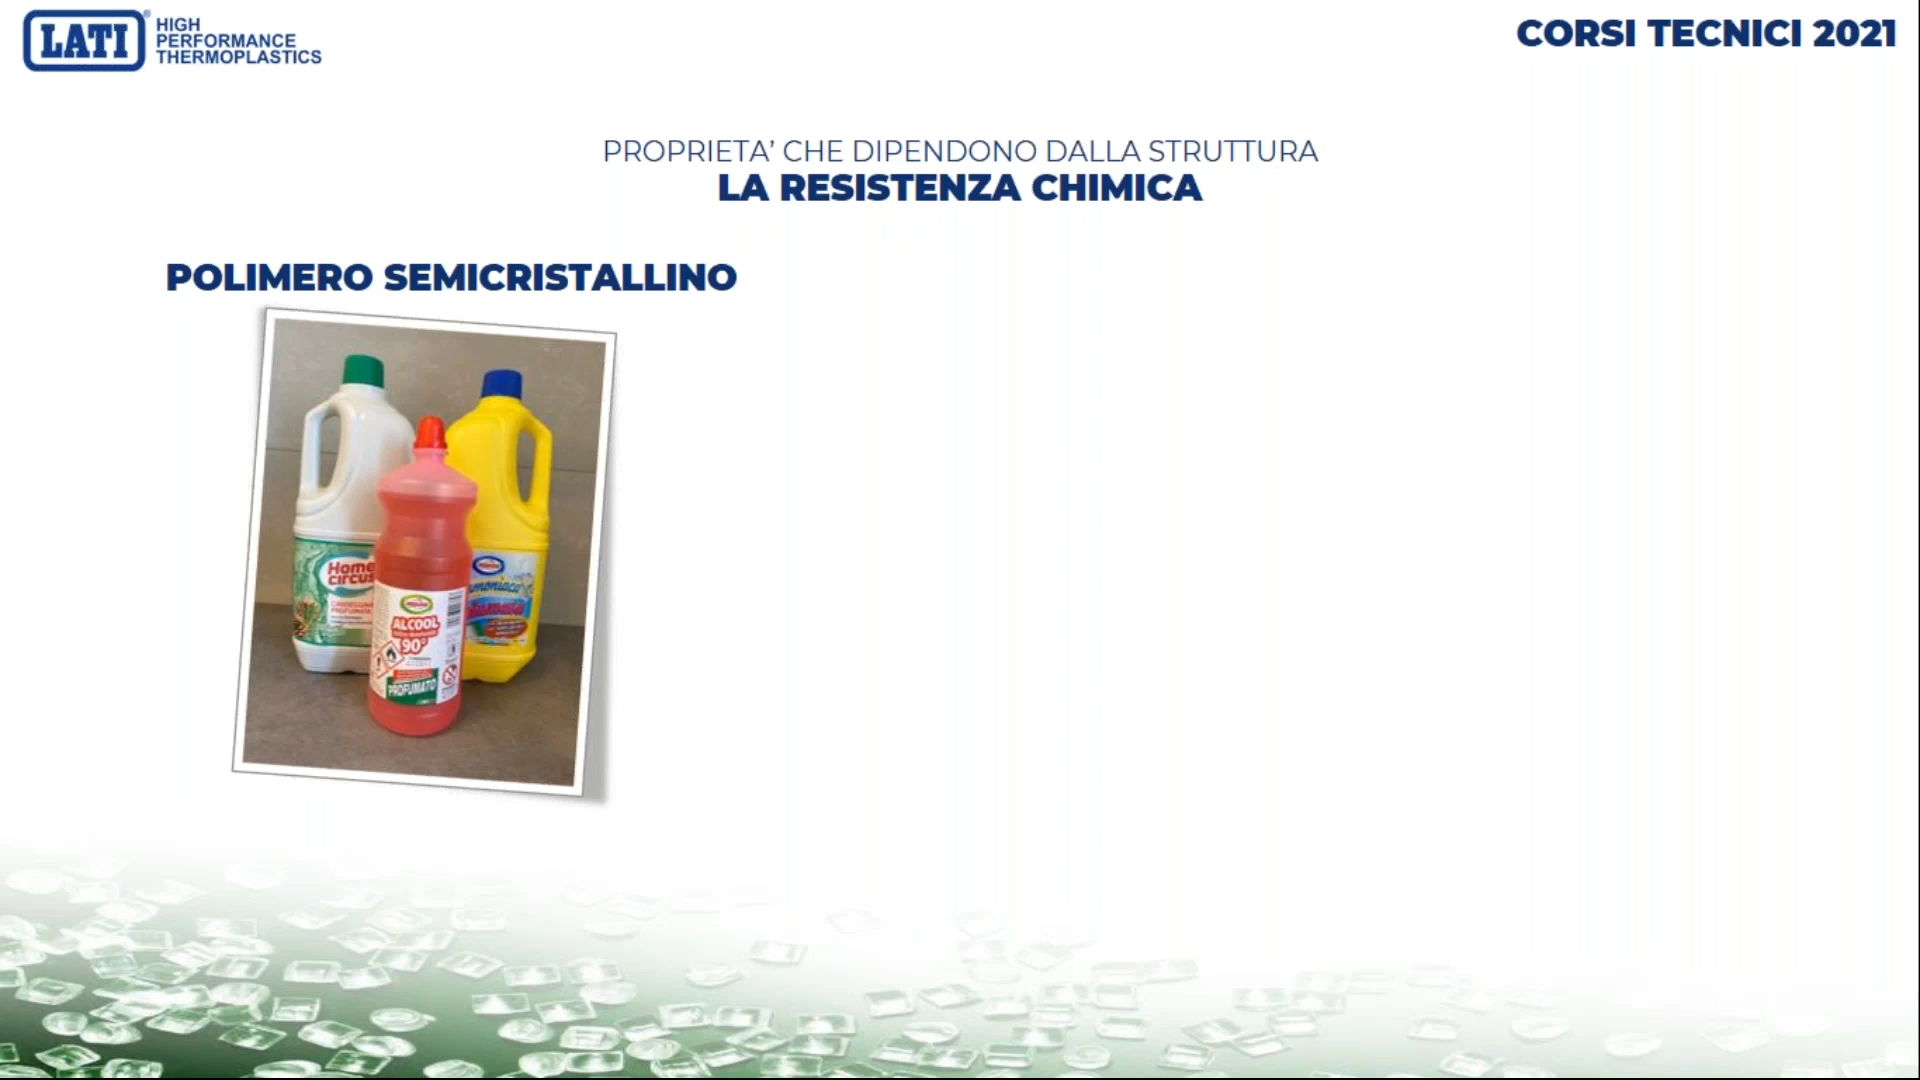 LATI
HIGH
PERFORMANCE
THERMOPLASTICS
CORSI TECNICI 2021
PROPRIETA’ CHE DIPENDONO DALLA STRUTTURA
LA RESISTENZA CHIMICA
POLIMERO SEMICRISTALLINO
Home
circus
ALCOOL
90°
PROFUMATO